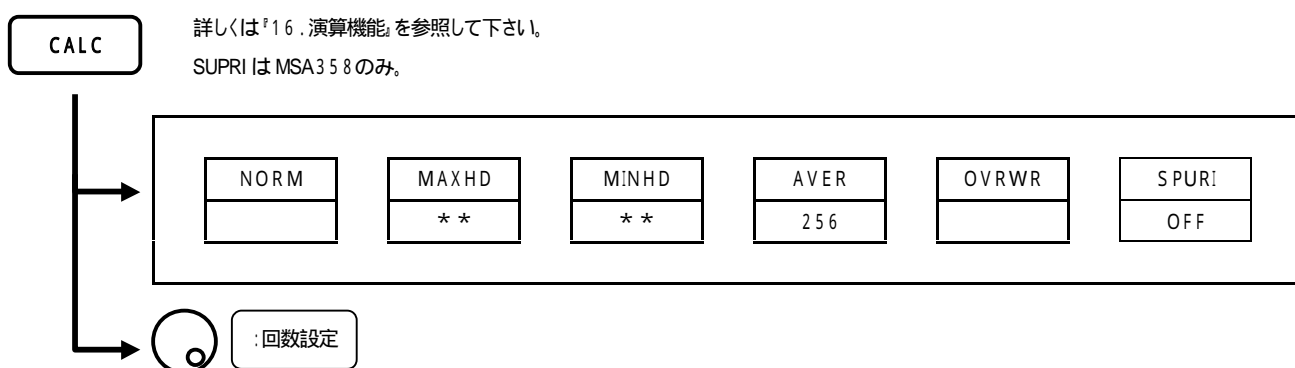 CALC
詳しくは『16.演算機能』を参照して下さい。
SUPRI は MSA358のみ。
NORM MAXHD MINHD AVER OVRWR SPURI
** ** 256 OFF
:回数設定